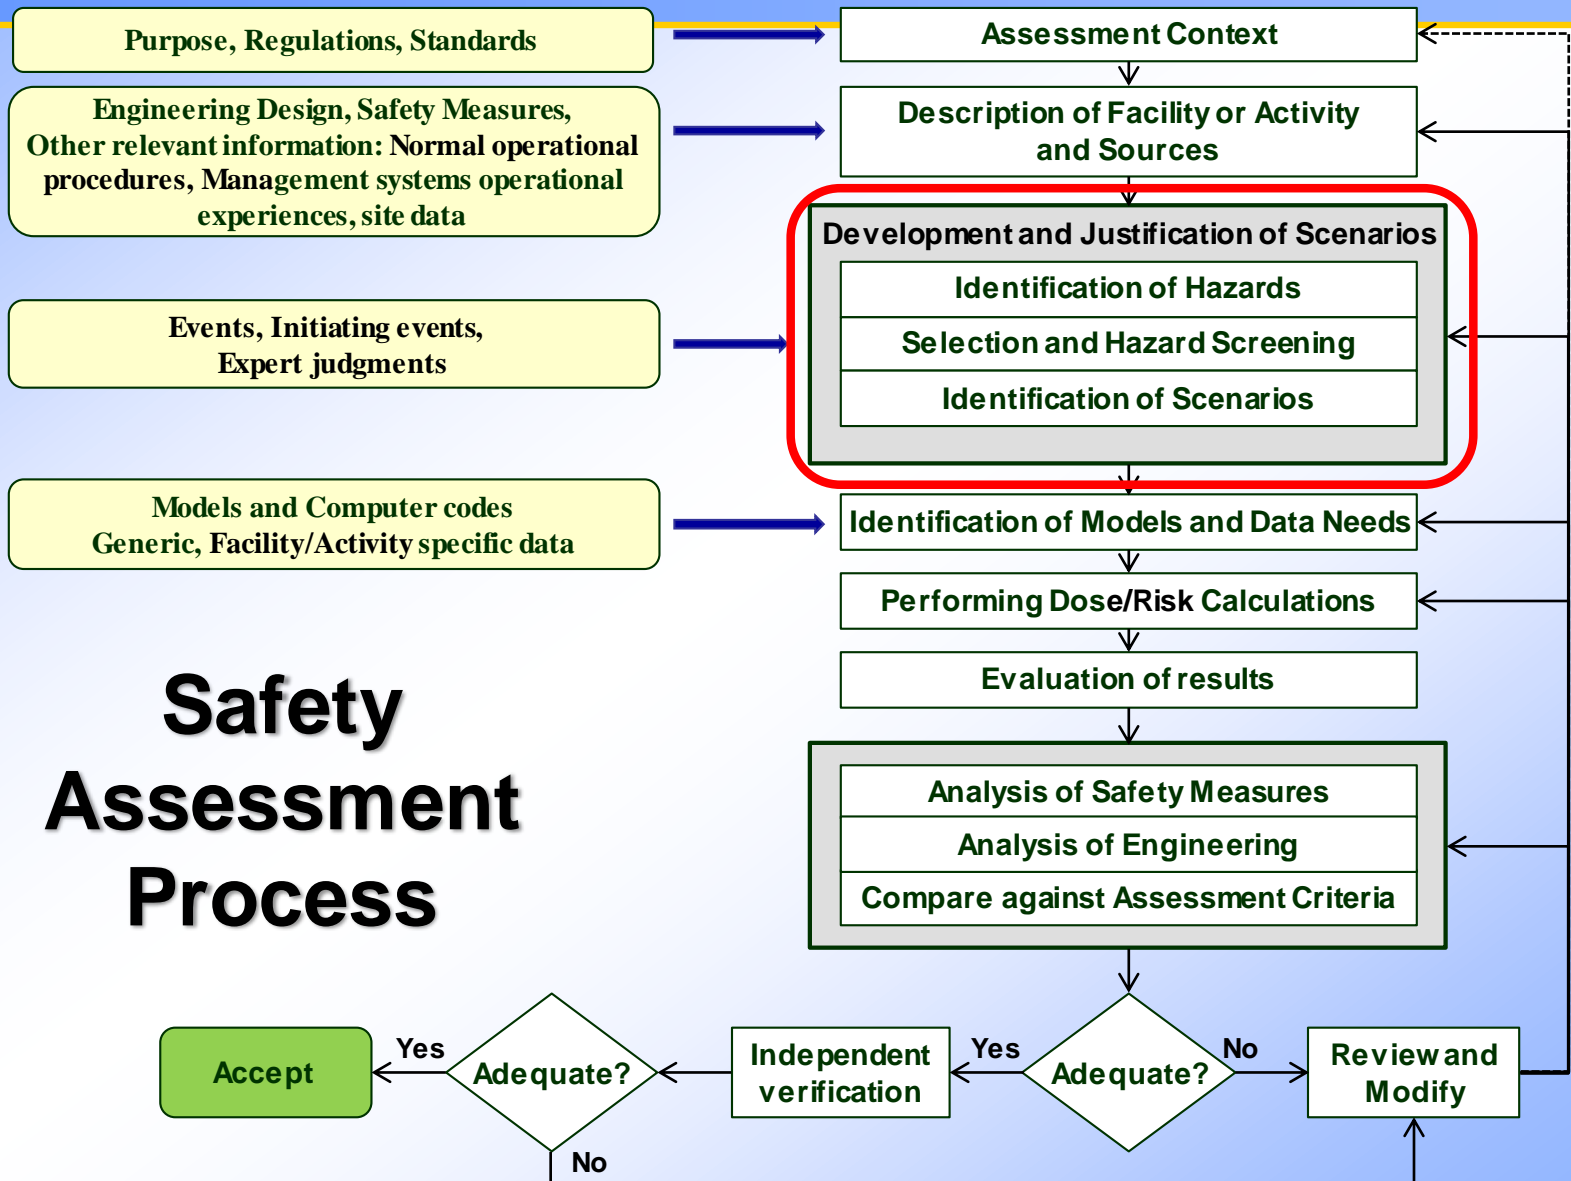 Purpose, Regulations, Standards
Assessment Context
Engineering Design, Safety Measures,
Other relevant information: Normal operational
procedures, Management systems operational
experiences, site data
Description of Facility or Activity
and Sources
Development and Justification of Scenarios
Identification of Hazards
Selection and Hazard Screening
Identification of Scenarios
Events, Initiating events,
Expert judgments
Models and Computer codes
Generic, Facility/Activity specific data
Identification of Models and Data Needs
Performing Dose/Risk Calculations
Evaluation of results
Safety
Assessment
Process
Analysis of Safety Measures
Analysis of Engineering
Compare against Assessment Criteria
Accept
Yes
Adequate?
Independent
verification
Yes
Adequate?
No
Review and
Modify
No